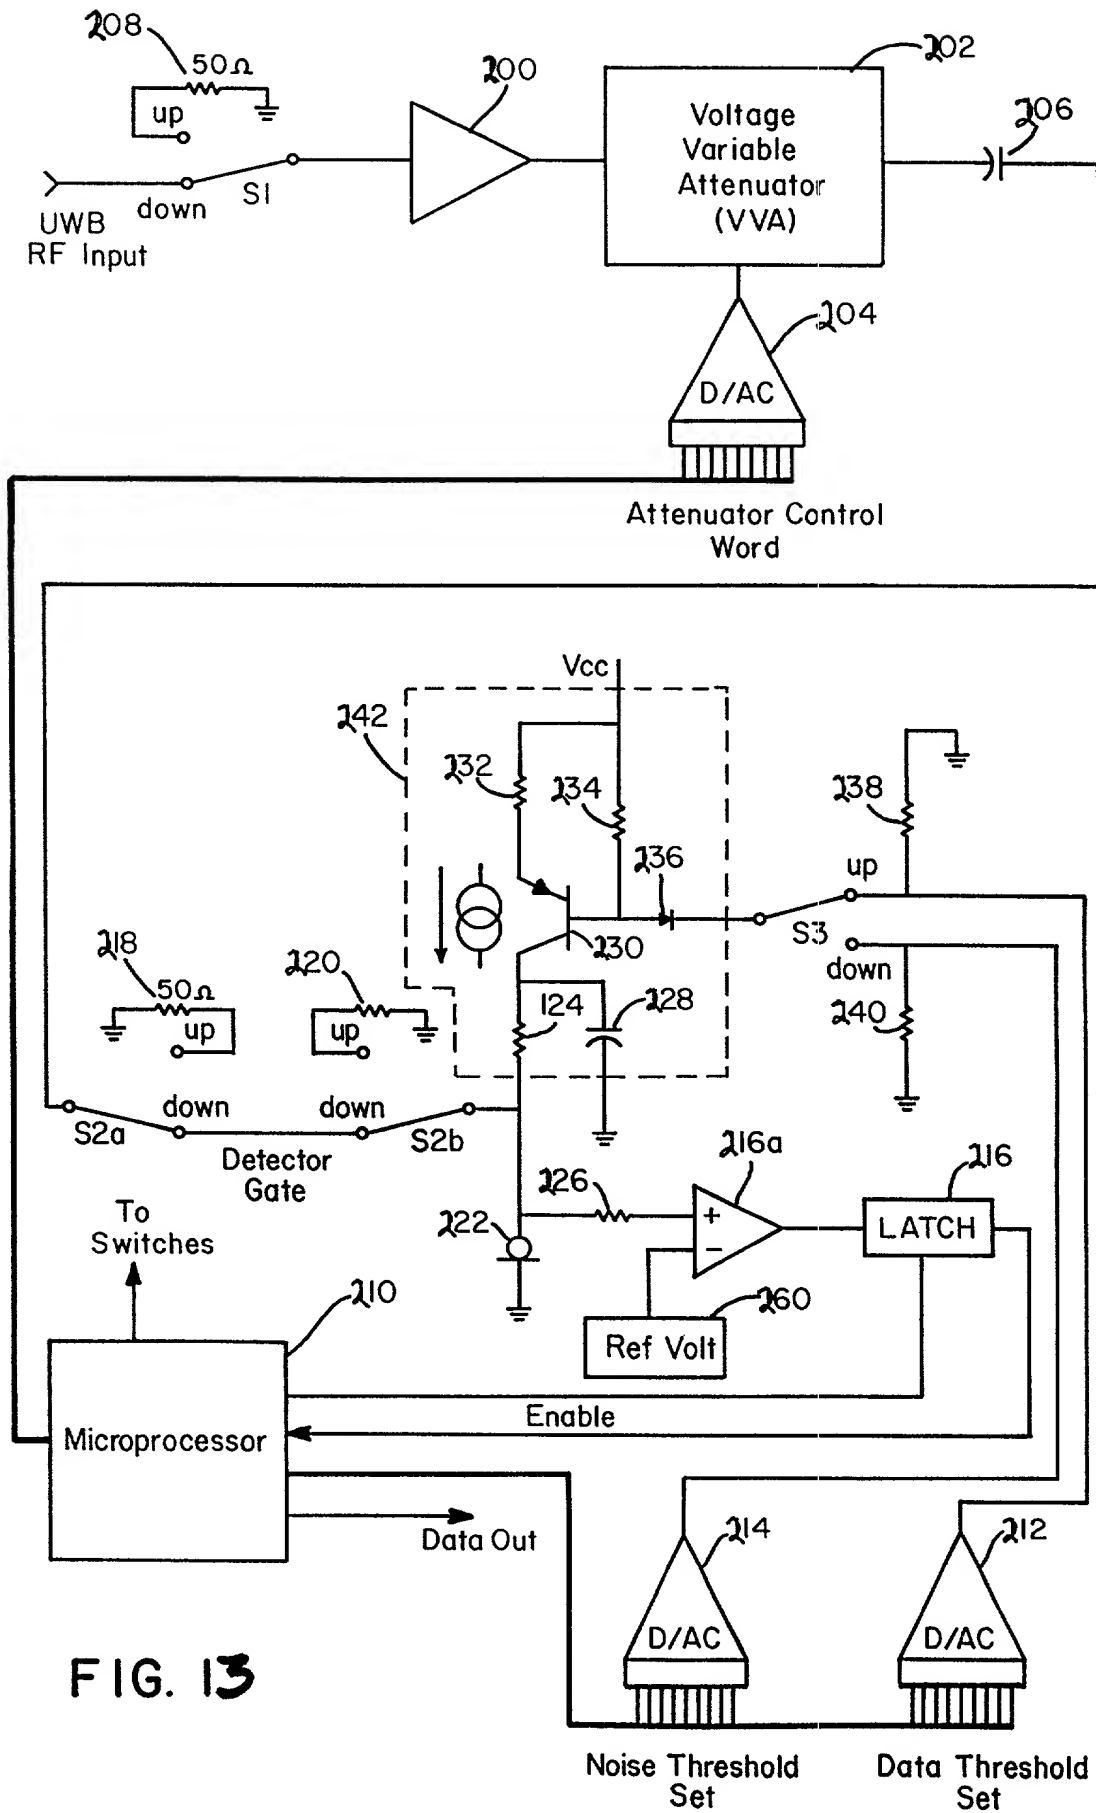 208
50Ω
up
UWB
RF Input
down
S1
200
202
Voltage
Variable
Attenuator
(VVA)
206
204
D/AC
Attenuator Control
Word
Vcc
242
232
234
236
230
238
up
S3
down
240
218
50Ω
up
220
up
124
228
down
S2a
down
S2b
Detector
Gate
226
216a
+
−
216
LATCH
222
260
Ref Volt
To
Switches
210
Microprocessor
Enable
Data Out
214
D/AC
212
D/AC
Noise Threshold
Set
Data Threshold
Set
FIG. 13